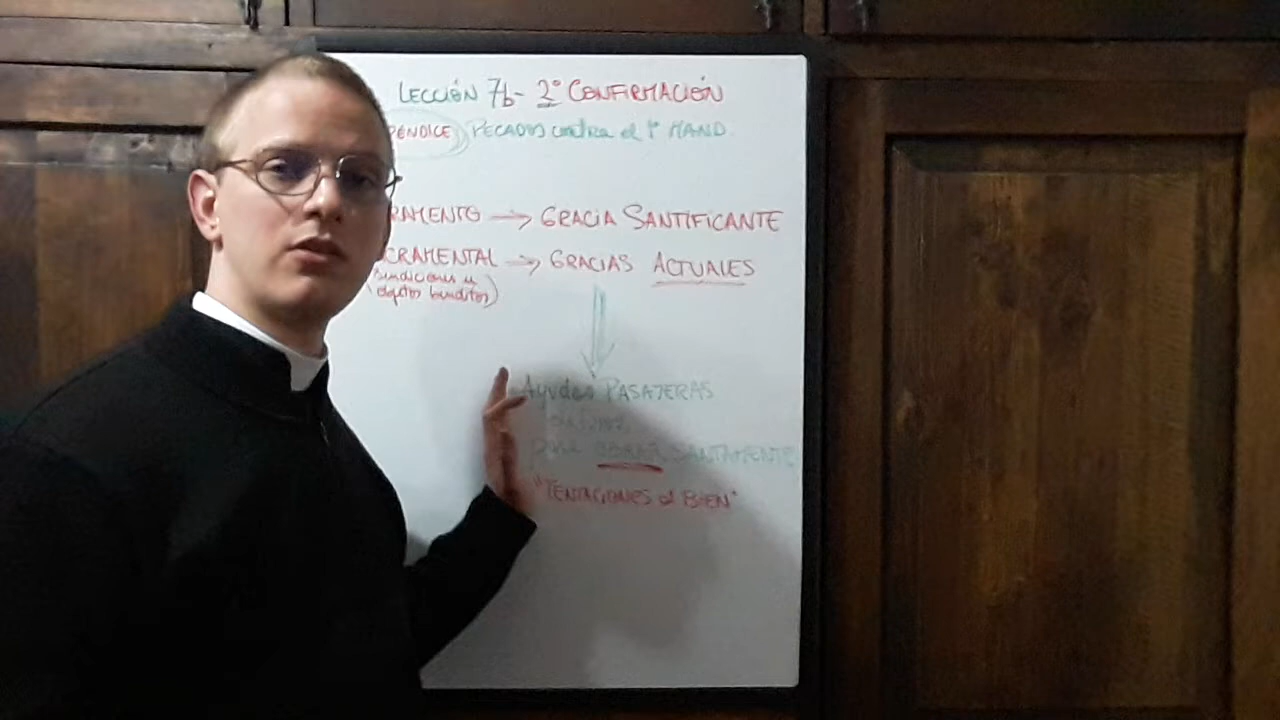 LECCIÓN 7b- 2° CONFIRMACIÓN
PÉNDICE) PECADOS contra el 1° MAND.
RAMENTO → GRACIA SANTIFICANTE
CRAMENTAL → GRACIAS ACTUALES
(bendiciones y
objetos benditos)
Ayudas PASAJERAS
para OBRAR SANTAMENTE
"TENTACIONES al BIEN"